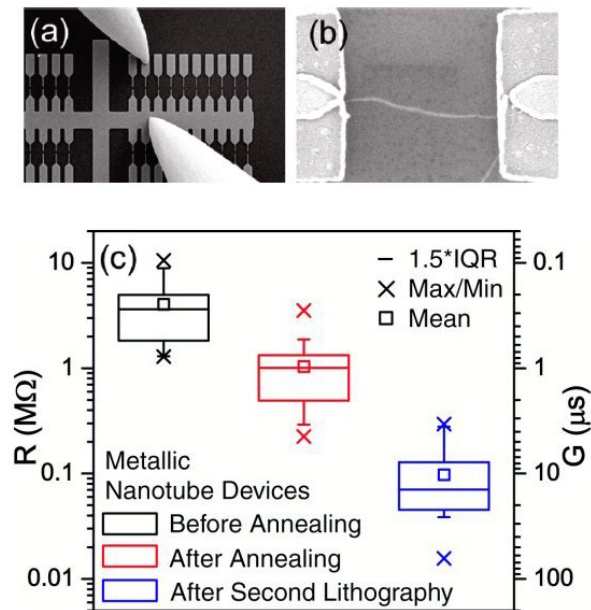 (a)
(b)
(c)
1.5*IQR
Max/Min
Mean
10
1
0.1
0.01
R (MΩ)
0.1
1
10
100
G (μs)
Metallic
Nanotube Devices
Before Annealing
After Annealing
After Second Lithography